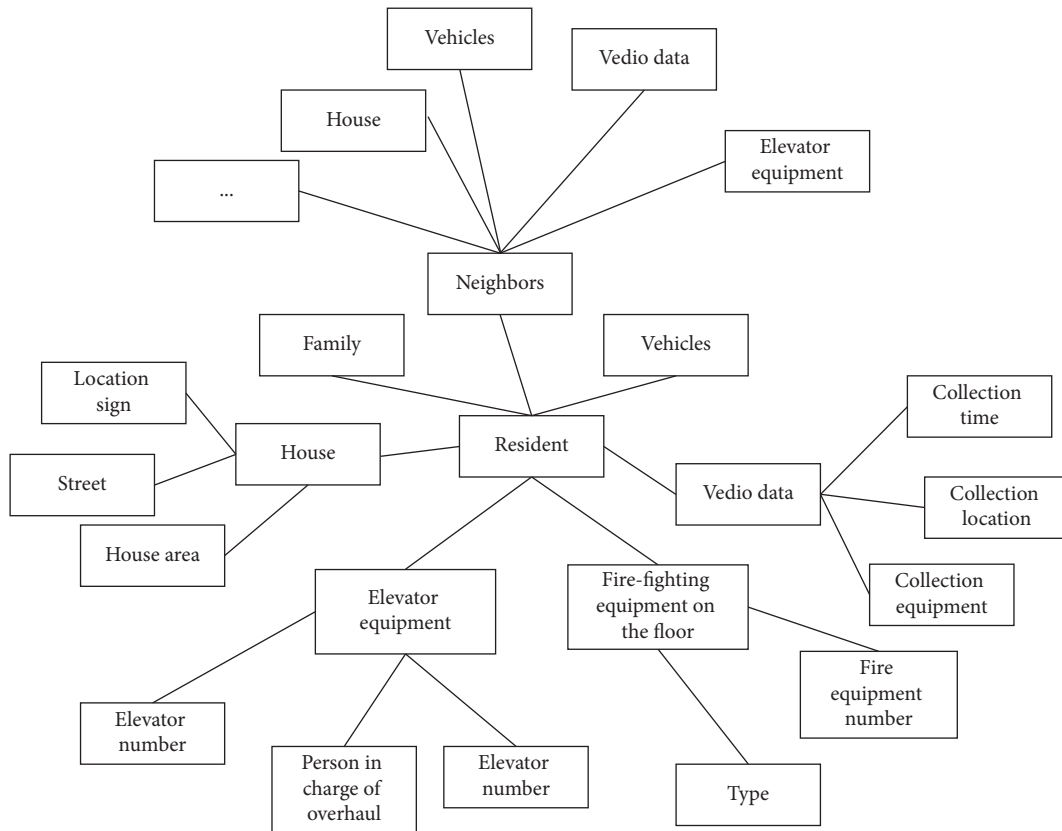 Vehicles
Vedio data
House
Elevator
equipment
...
Neighbors
Family
Vehicles
Location
sign
Collection
time
House
Resident
Street
Vedio data
Collection
location
House area
Elevator
equipment
Fire-fighting
equipment on
the floor
Collection
equipment
Fire
equipment
number
Elevator
number
Person in
charge of
overhaul
Elevator
number
Type